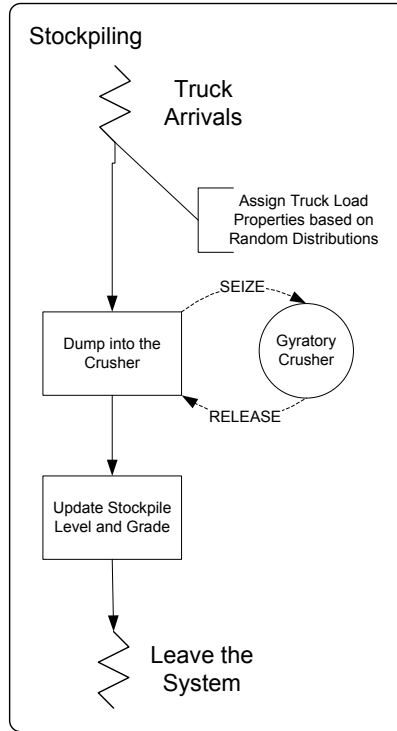 Stockpiling
Truck
Arrivals
Assign Truck Load
Properties based on
Random Distributions
SEIZE
Dump into the
Crusher
Gyratory
Crusher
RELEASE
Update Stockpile
Level and Grade
Leave the
System